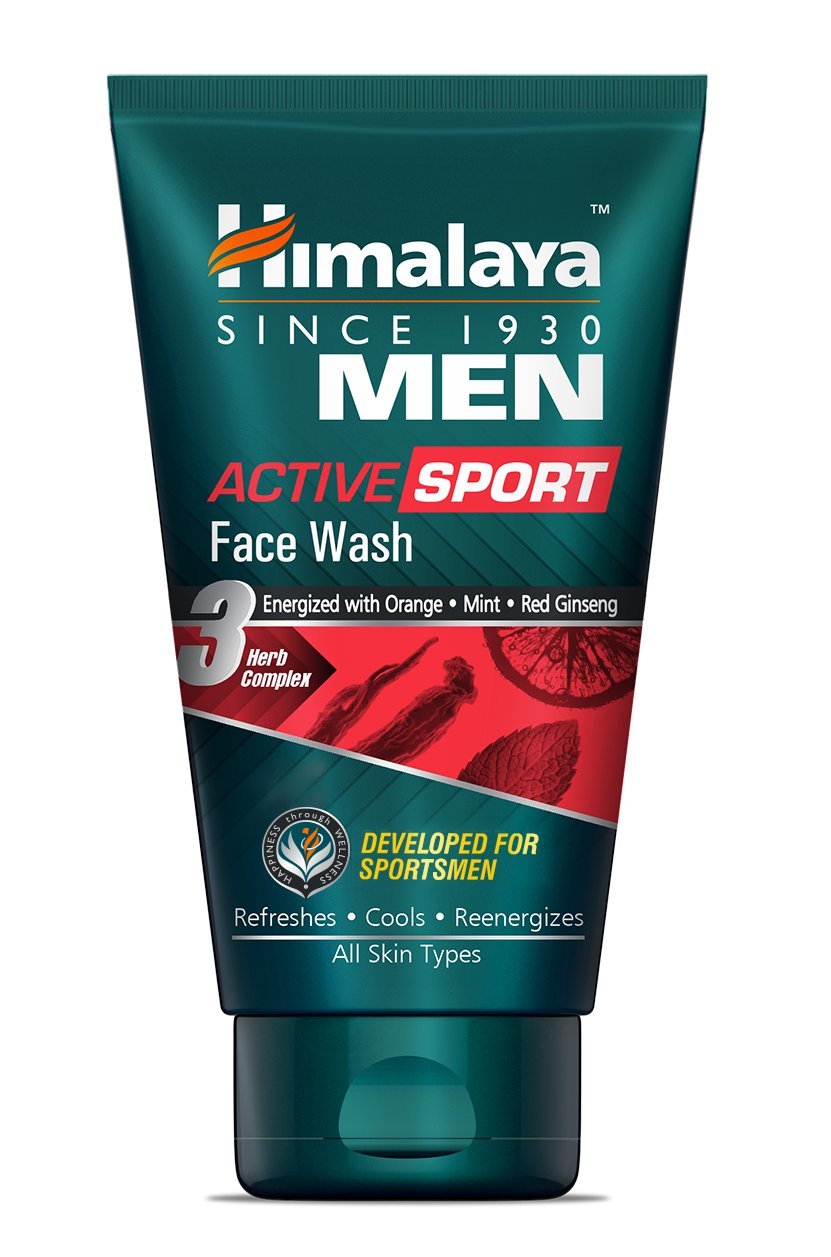 Himalaya™
SINCE 1930
MEN
ACTIVE SPORT
Face Wash
Energized with Orange • Mint • Red Ginseng
3
Herb
Complex
HAPPINESS through WELLNESS
DEVELOPED FOR
SPORTSMEN
Refreshes • Cools • Reenergizes
All Skin Types